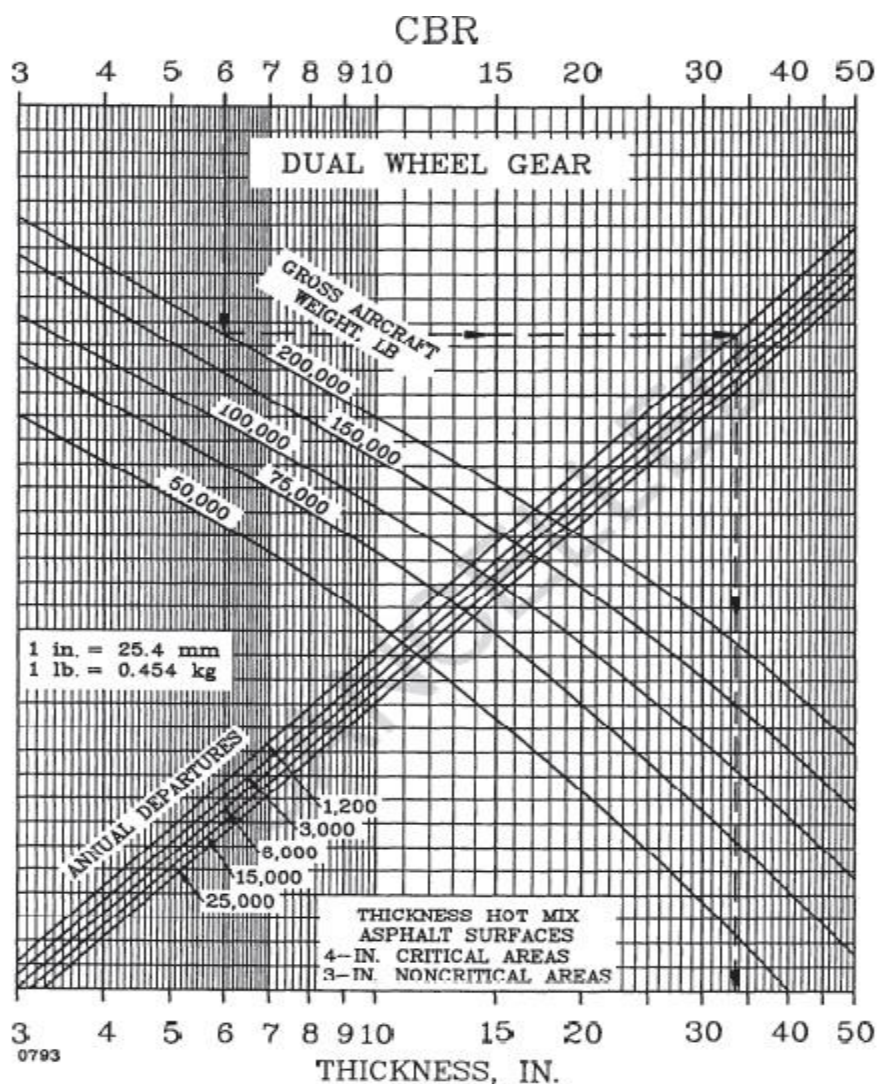 CBR
3 4 5 6 7 8 9 10 15 20 30 40 50
DUAL WHEEL GEAR
GROSS AIRCRAFT
WEIGHT, LB
200,000
150,000
100,000
75,000
50,000
1 in. = 25.4 mm
1 lb. = 0.454 kg
ANNUAL DEPARTURES
1,200
3,000
6,000
15,000
25,000
THICKNESS HOT MIX
ASPHALT SURFACES
4-IN. CRITICAL AREAS
3-IN. NONCRITICAL AREAS
3 4 5 6 7 8 9 10 15 20 30 40 50
0793
THICKNESS, IN.